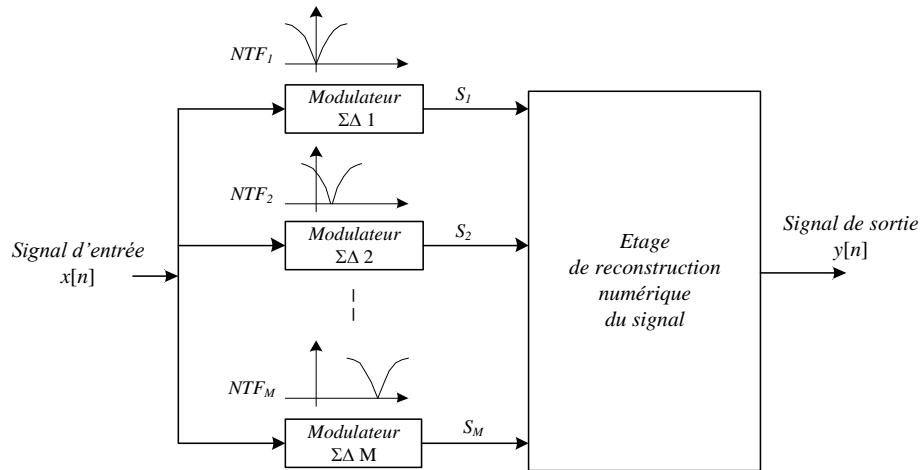 NTF1
Modulateur
ΣΔ 1
S1
NTF2
Modulateur
ΣΔ 2
S2
Signal d'entrée
x[n]
Etage
de reconstruction
numérique
du signal
Signal de sortie
y[n]
NTFM
Modulateur
ΣΔ M
SM